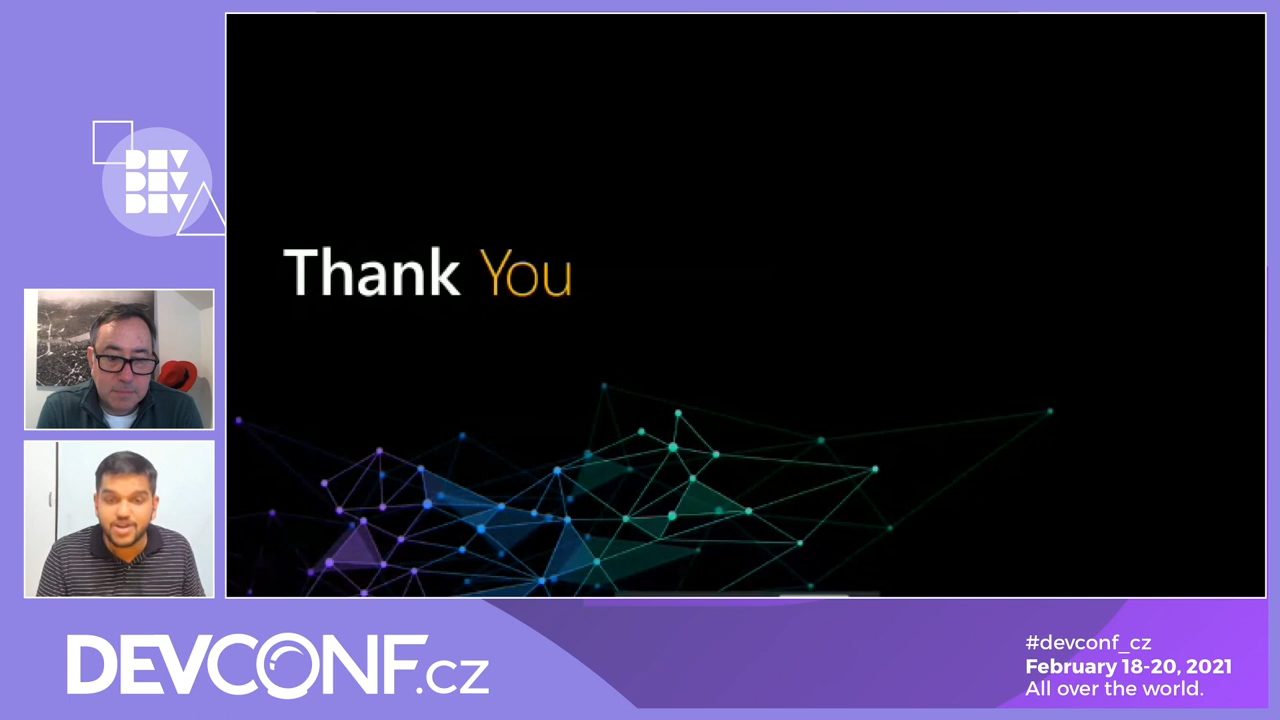 DEV
DEV
DEV
Thank You
DEVCONF.cz
#devconf_cz
February 18-20, 2021
All over the world.